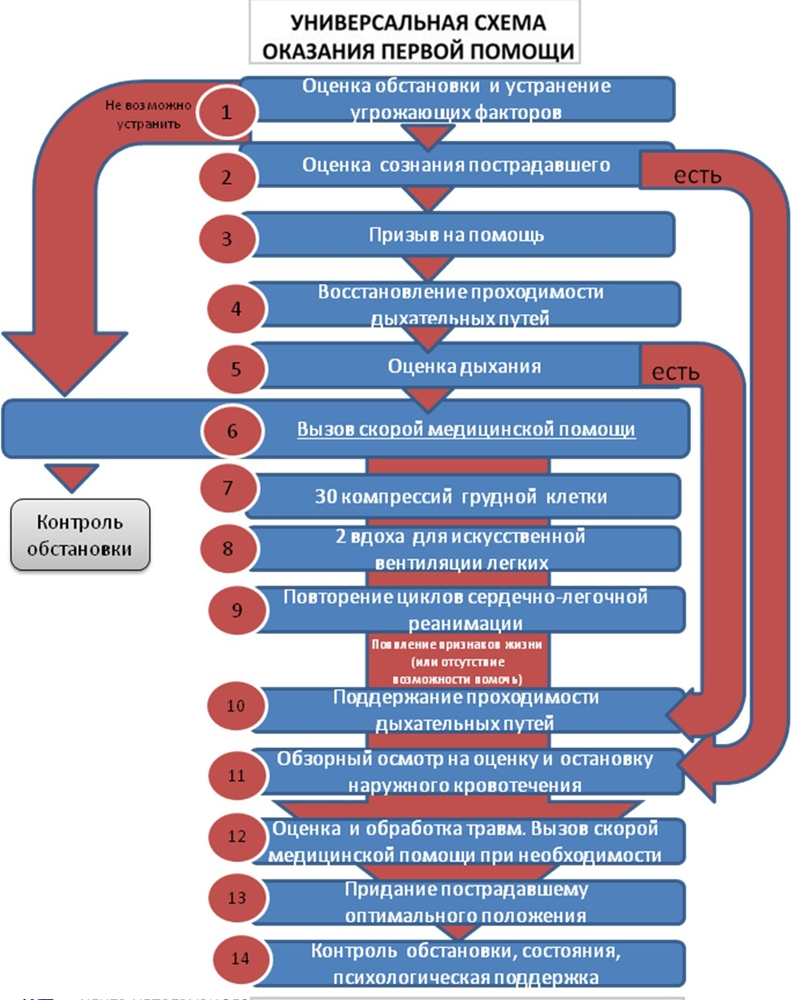 УНИВЕРСАЛЬНАЯ СХЕМА
ОКАЗАНИЯ ПЕРВОЙ ПОМОЩИ
Не возможно
устранить
1
Оценка обстановки и устранение
угрожающих факторов
2
Оценка сознания пострадавшего
есть
3
Призыв на помощь
4
Восстановление проходимости
дыхательных путей
5
Оценка дыхания
есть
6
Вызов скорой медицинской помощи
Контроль
обстановки
7
30 компрессий грудной клетки
8
2 вдоха для искусственной
вентиляции легких
9
Повторение циклов сердечно-легочной
реанимации
Появление признаков жизни
(или отсутствие
возможности помочь)
10
Поддержание проходимости
дыхательных путей
11
Обзорный осмотр на оценку и остановку
наружного кровотечения
12
Оценка и обработка травм. Вызов скорой
медицинской помощи при необходимости
13
Придание пострадавшему
оптимального положения
14
Контроль обстановки, состояния,
психологическая поддержка